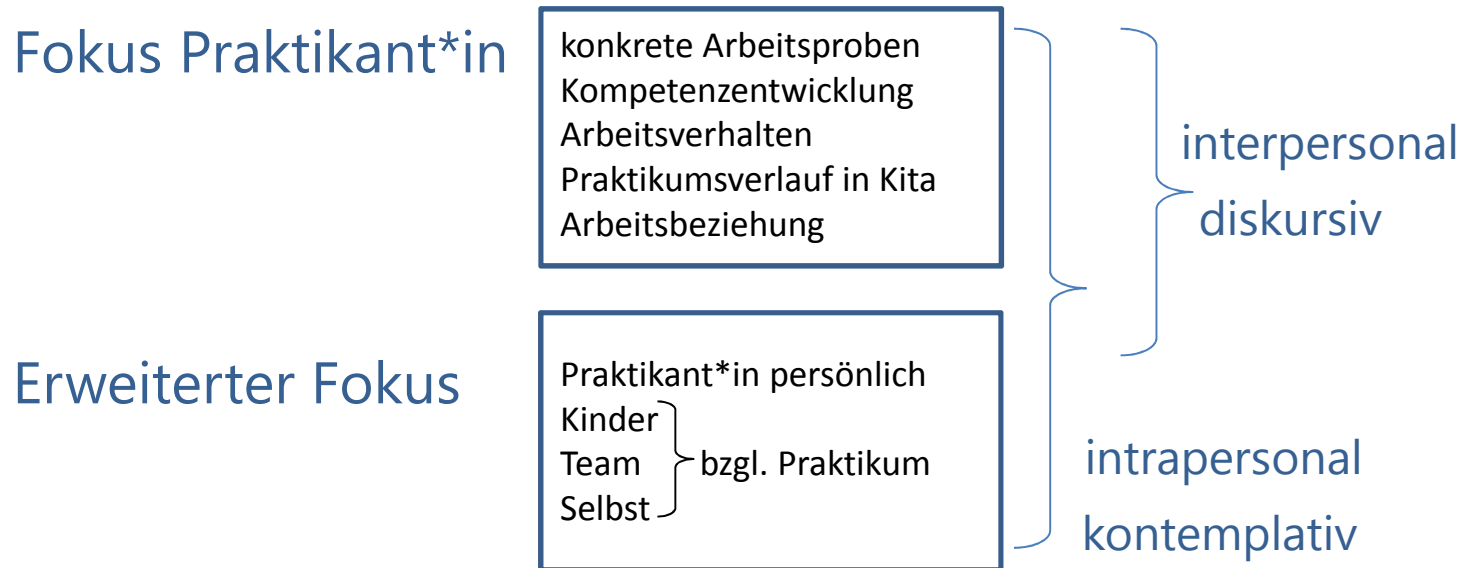 Fokus Praktikant*in
konkrete Arbeitsproben
Kompetenzentwicklung
Arbeitsverhalten
Praktikumsverlauf in Kita
Arbeitsbeziehung
interpersonal
diskursiv
Erweiterter Fokus
Praktikant*in persönlich
Kinder
Team
Selbst
bzgl. Praktikum
intrapersonal
kontemplativ